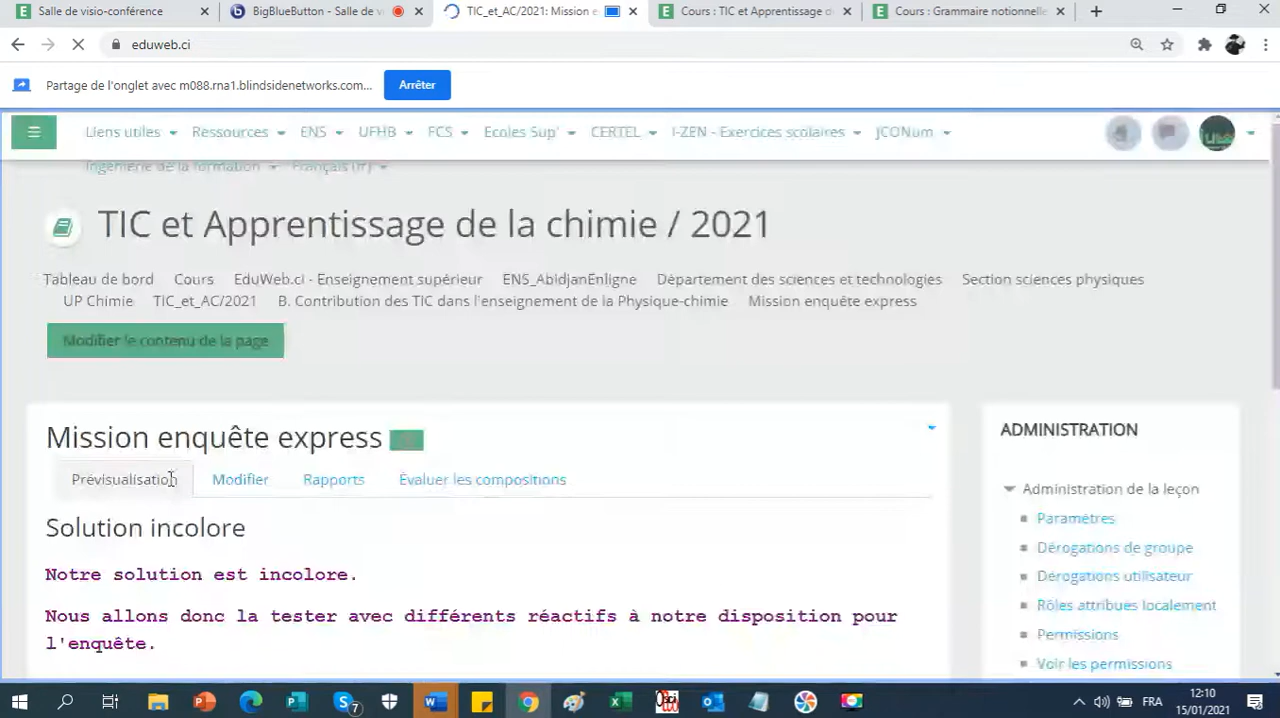 Salle de visio-conférence
BigBlueButton - Salle de v
TIC_et_AC/2021: Mission e
Cours : TIC et Apprentissage d
Cours : Grammaire notionnelle
eduweb.ci
Partage de l'onglet avec m088.rna1.blindsidenetworks.com...
Arrêter
Liens utiles
Ressources
ENS
UFHB
FCS
Ecoles Sup'
CERTEL
I-ZEN - Exercices scolaires
JCONum
Ingénierie de la formation
Français (fr)
TIC et Apprentissage de la chimie / 2021
Tableau de bord
Cours
EduWeb.ci - Enseignement supérieur
ENS_AbidjanEnligne
Département des sciences et technologies
Section sciences physiques
UP Chimie
TIC_et_AC/2021
B. Contribution des TIC dans l'enseignement de la Physique-chimie
Mission enquête express
Modifier le contenu de la page
Mission enquête express
Prévisualisation
Modifier
Rapports
Évaluer les compositions
Solution incolore
Notre solution est incolore.
Nous allons donc la tester avec différents réactifs à notre disposition pour
l'enquête.
ADMINISTRATION
Administration de la leçon
Paramètres
Dérogations de groupe
Dérogations utilisateur
Rôles attribués localement
Permissions
Voir les permissions
7
FRA
12:10
15/01/2021